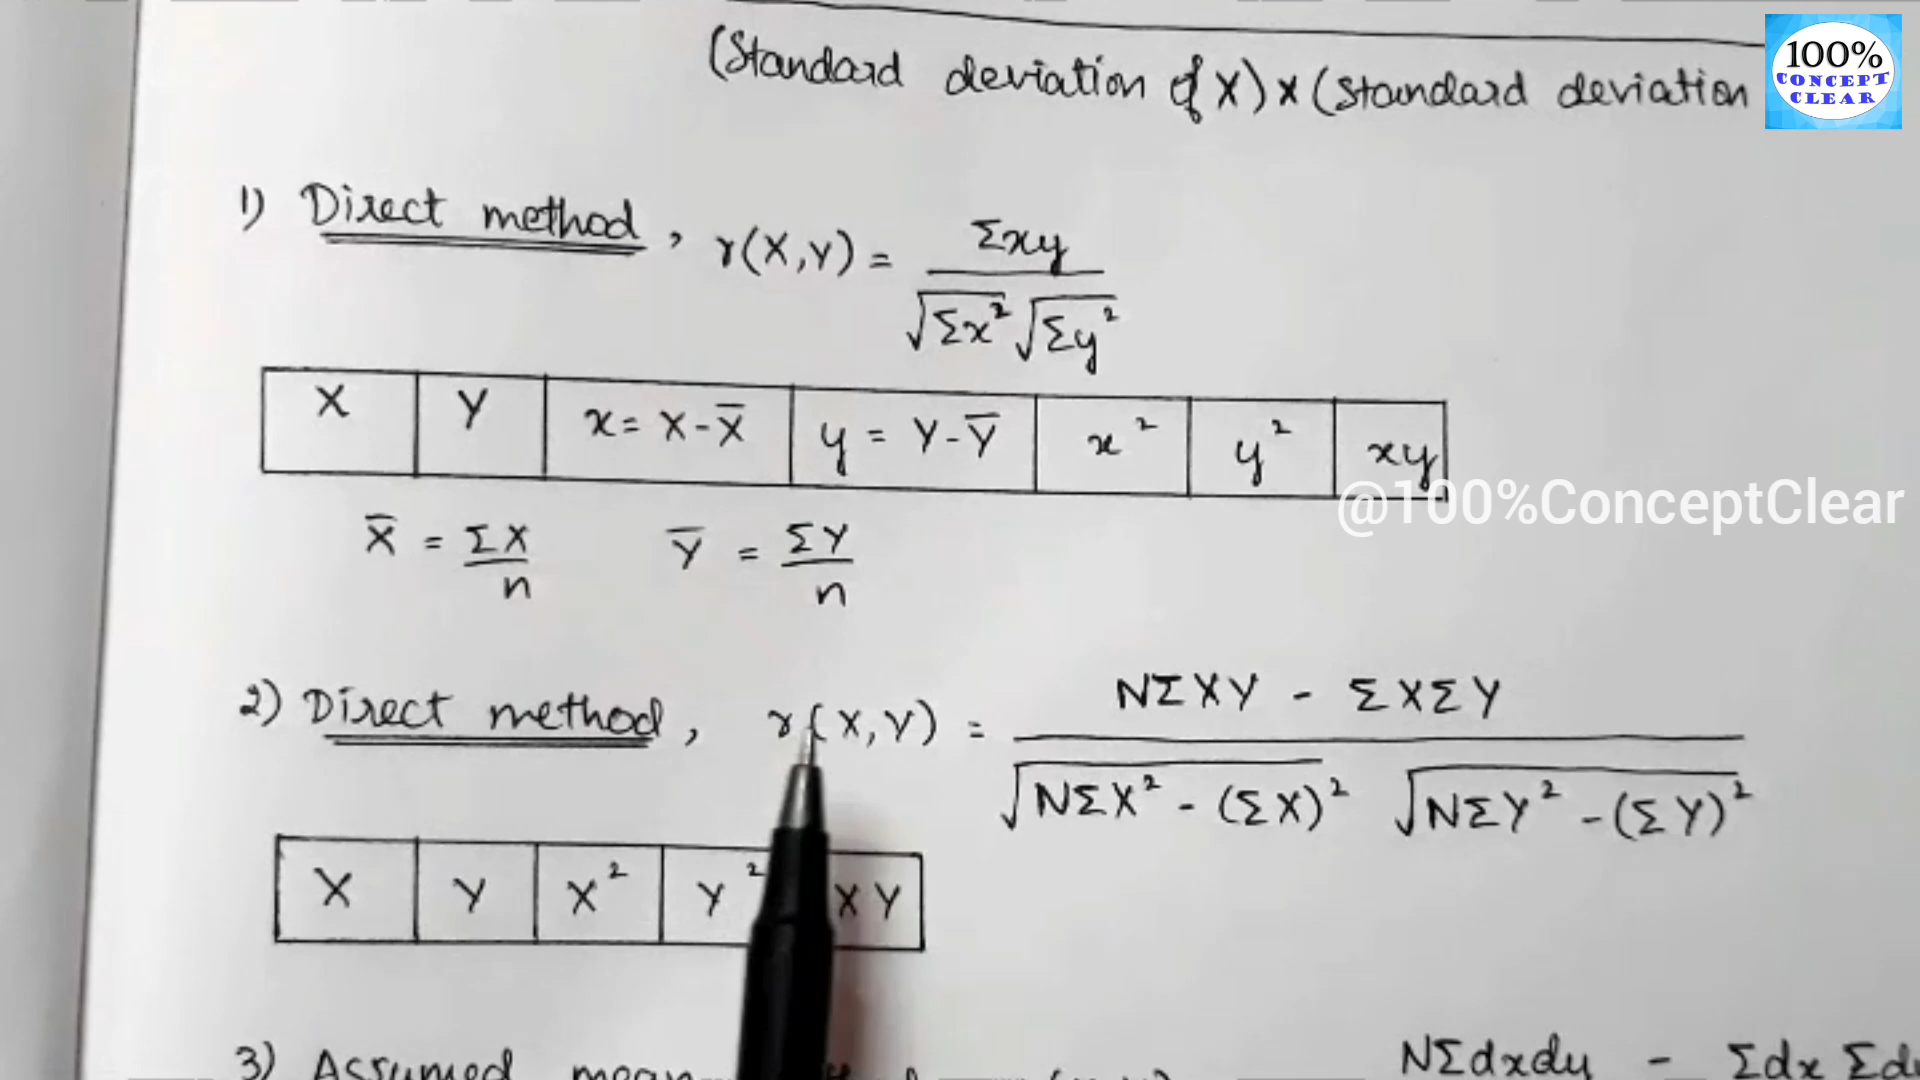 (Standard deviation of X) x (Standard deviation
100%
CONCEPT
CLEAR
1) Direct method, r(X,Y) = Σxy / √Σx² √Σy²
X Y x = X - X̄ y = Y - Ȳ x² y² xy
@100%ConceptClear
X̄ = ΣX / n Ȳ = ΣY / n
2) Direct method, r(X,Y) = NΣXY - ΣXΣY / √NΣX² - (ΣX)² √NΣY² - (ΣY)²
X Y X² Y² XY
3) Assumed mean NΣdxdy - Σdx Σdy